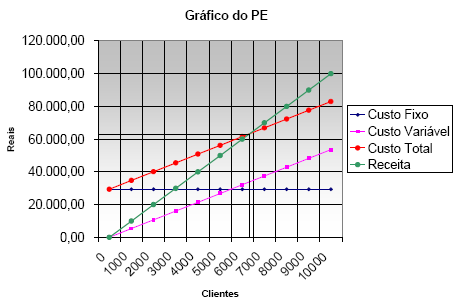 Gráfico do PE
120.000,00
100.000,00
80.000,00
60.000,00
40.000,00
20.000,00
0,00
Reais
0
1000
2000
3000
4000
5000
6000
7000
8000
9000
10000
Clientes
Custo Fixo
Custo Variável
Custo Total
Receita